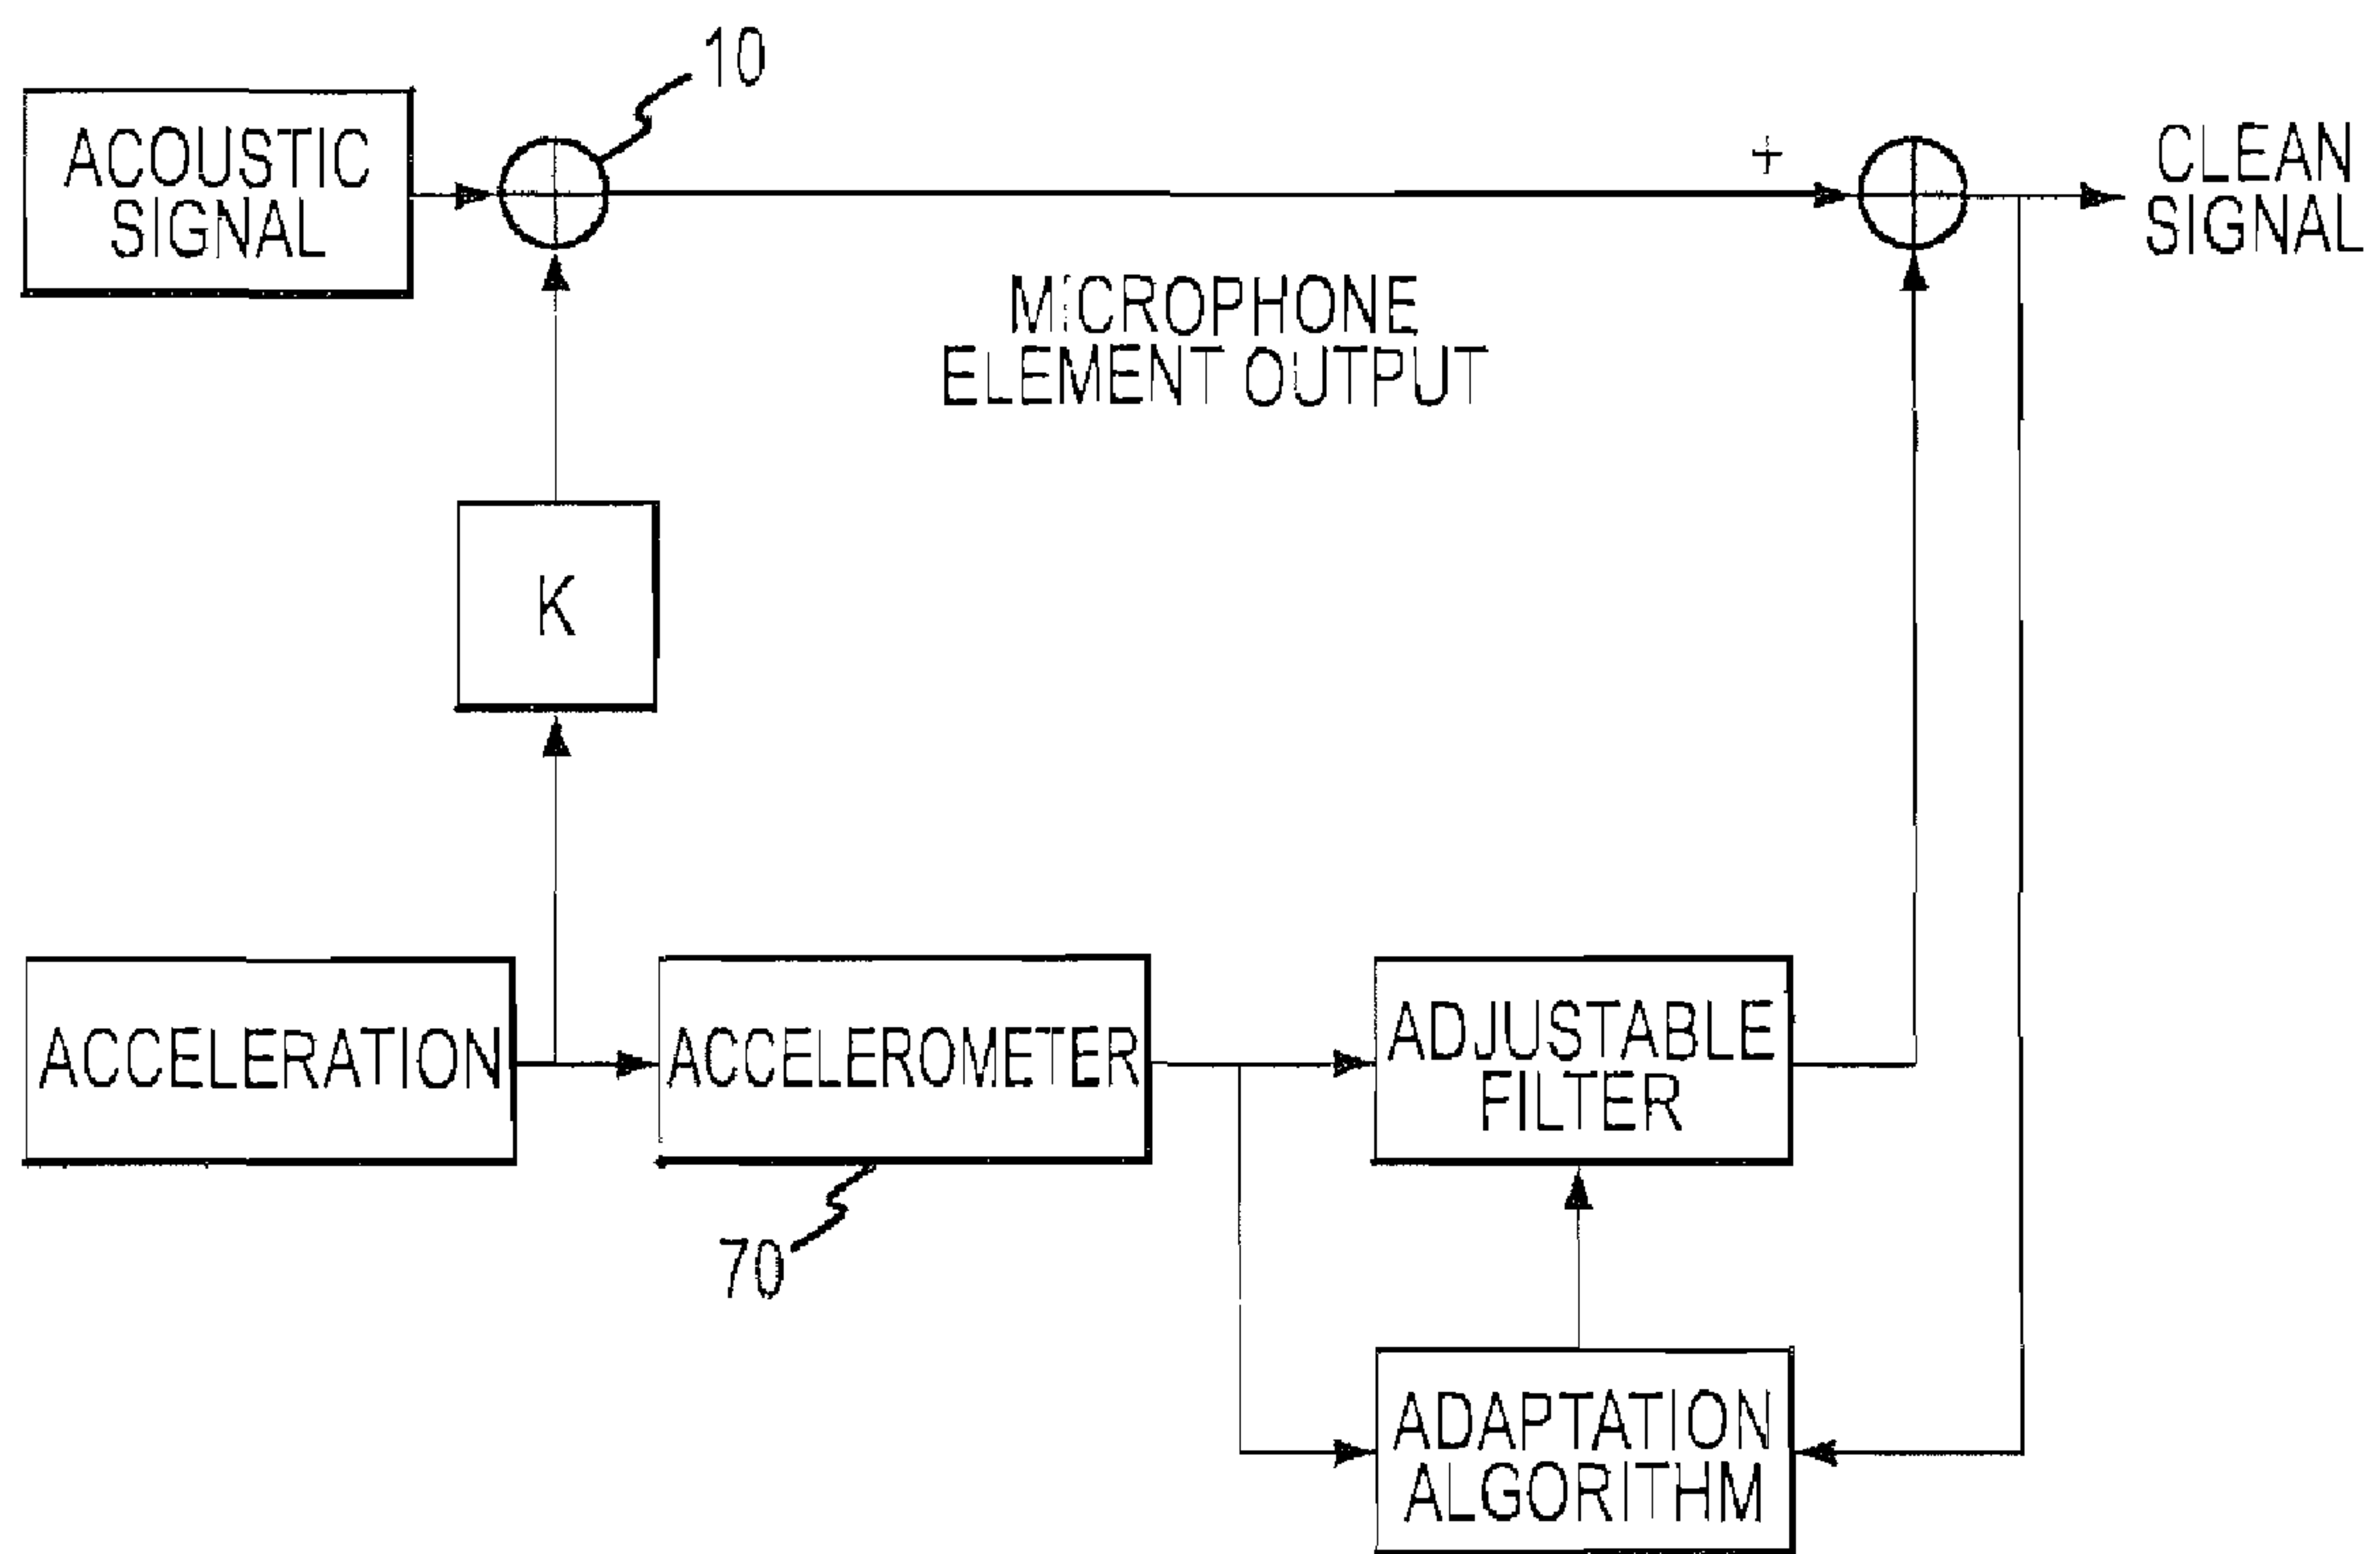 10
ACOUSTIC
SIGNAL
+
CLEAN
SIGNAL
MICROPHONE
ELEMENT OUTPUT
K
ACCELERATION
ACCELEROMETER
ADJUSTABLE
FILTER
70
ADAPTATION
ALGORITHM